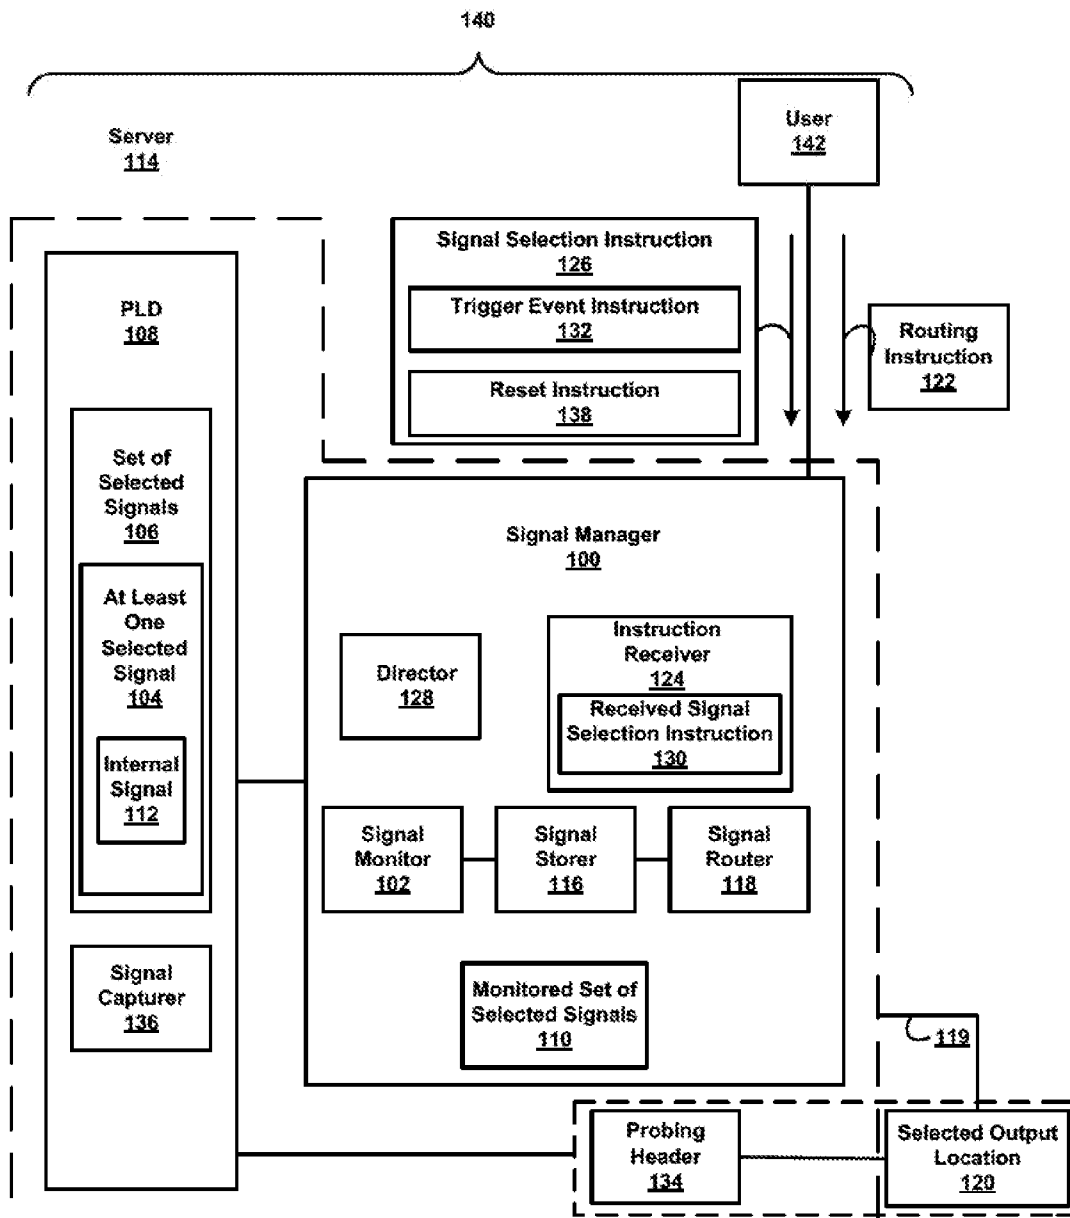 140
Server
114
User
142
Signal Selection Instruction
126
Trigger Event Instruction
132
Reset Instruction
138
Routing
Instruction
122
PLD
108
Set of
Selected
Signals
106
At Least
One
Selected
Signal
104
Internal
Signal
112
Signal
Capturer
136
Signal Manager
100
Director
128
Instruction
Receiver
124
Received Signal
Selection Instruction
130
Signal
Monitor
102
Signal
Storer
116
Signal
Router
118
Monitored Set of
Selected Signals
110
119
Probing
Header
134
Selected Output
Location
120